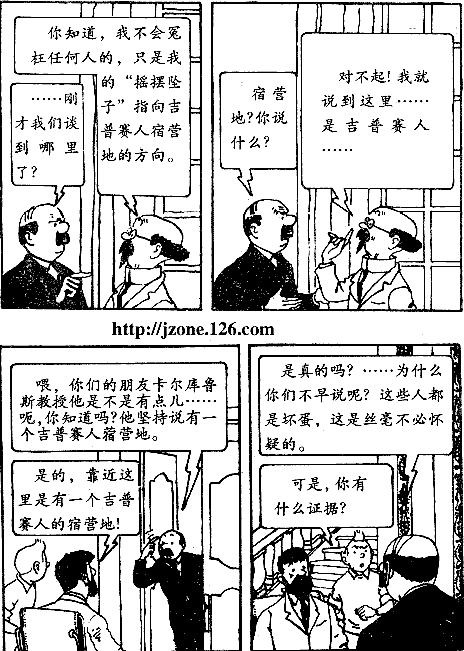 你知道，我不会冤
枉任何人的，只是我
的“摇摆坠
子”指向吉
普赛人宿营
地的方向。
……刚
才我们谈
到哪里
了？
对不起！我就
说到这里……
是吉普赛人
……
宿营
地？你说
什么？
http://jzone.126.com
喂，你们的朋友卡尔库鲁
斯教授他是不是有点儿……
呃，你知道吗？他坚持说有一
个吉普赛人宿营地。
是的，靠近这
里是有一个吉普
赛人的宿营地！
是真的吗？……为什么
你们不早说呢？这些人都
是坏蛋，这是丝毫不必怀
疑的。
可是，你有
什么证据？